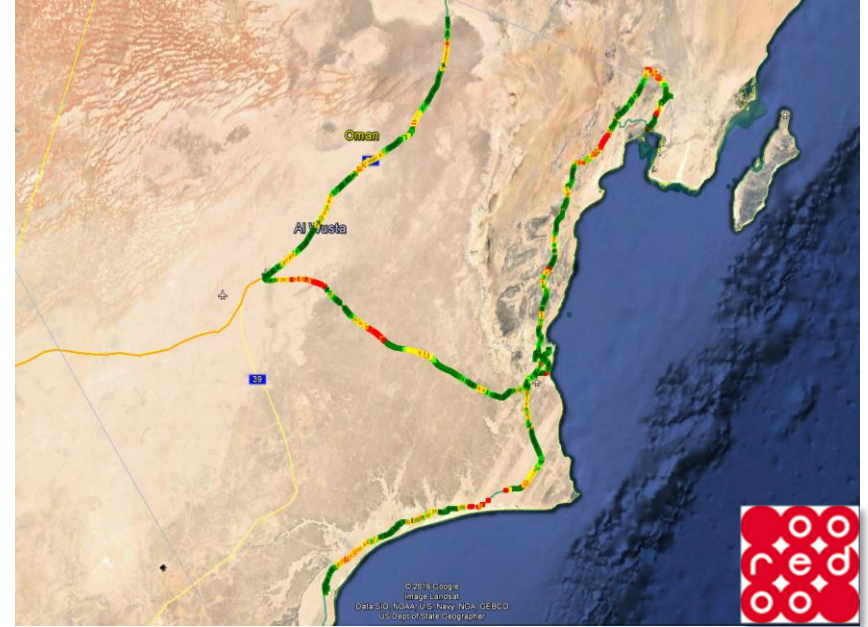 Oman
Al Wusta
39
© 2016 Google
Image Landsat
Data SIO, NOAA, U.S. Navy, NGA, GEBCO
US Dept of State Geographer
ooredoo